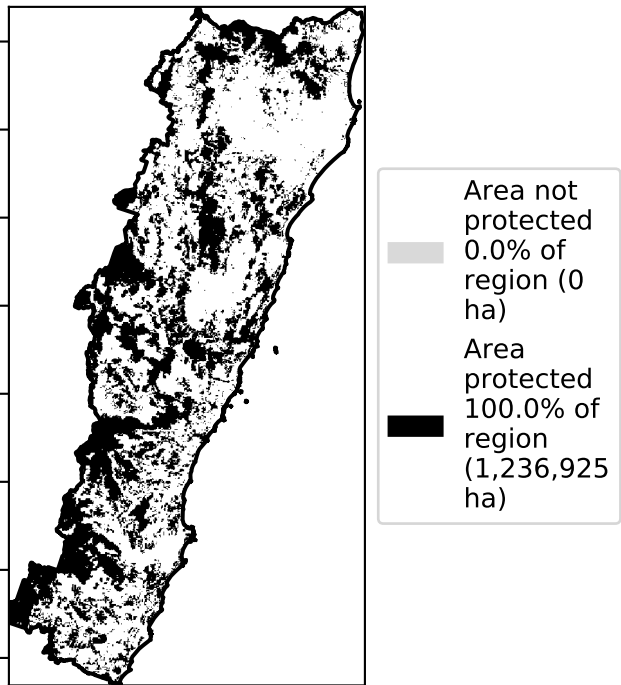 Area not
protected
0.0% of
region (0
ha)
Area
protected
100.0% of
region
(1,236,925
ha)